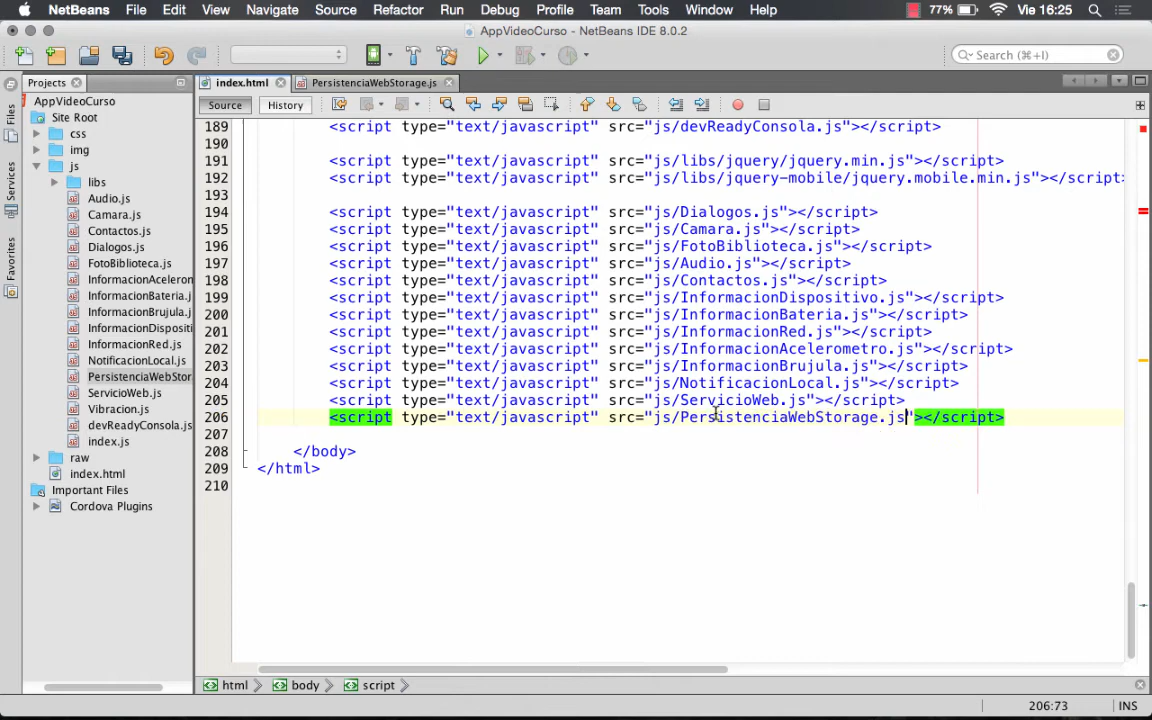 NetBeans File Edit View Navigate Source Refactor Run Debug Profile Team Tools Window Help 77% Vie 16:25
AppVideoCurso - NetBeans IDE 8.0.2
Search (⌘+I)
Projects
index.html
PersistenciaWebStorage.js
Files
Services
Favorites
AppVideoCurso
Site Root
css
img
js
libs
Audio.js
Camara.js
Contactos.js
Dialogos.js
FotoBiblioteca.js
InformacionAceleron
InformacionBateria.j
InformacionBrujula.j
InformacionDispositi
InformacionRed.js
NotificacionLocal.js
PersistenciaWebStor
ServicioWeb.js
Vibracion.js
devReadyConsola.js
index.js
raw
index.html
Important Files
Cordova Plugins
Source History
189 <script type="text/javascript" src="js/devReadyConsola.js"></script>
190
191 <script type="text/javascript" src="js/libs/jquery/jquery.min.js"></script>
192 <script type="text/javascript" src="js/libs/jquery-mobile/jquery.mobile.min.js"></script>
193
194 <script type="text/javascript" src="js/Dialogos.js"></script>
195 <script type="text/javascript" src="js/Camara.js"></script>
196 <script type="text/javascript" src="js/FotoBiblioteca.js"></script>
197 <script type="text/javascript" src="js/Audio.js"></script>
198 <script type="text/javascript" src="js/Contactos.js"></script>
199 <script type="text/javascript" src="js/InformacionDispositivo.js"></script>
200 <script type="text/javascript" src="js/InformacionBateria.js"></script>
201 <script type="text/javascript" src="js/InformacionRed.js"></script>
202 <script type="text/javascript" src="js/InformacionAcelerometro.js"></script>
203 <script type="text/javascript" src="js/InformacionBrujula.js"></script>
204 <script type="text/javascript" src="js/NotificacionLocal.js"></script>
205 <script type="text/javascript" src="js/ServicioWeb.js"></script>
206 <script type="text/javascript" src="js/PersistenciaWebStorage.js"></script>
207
208 </body>
209 </html>
210
html body script
206:73 INS